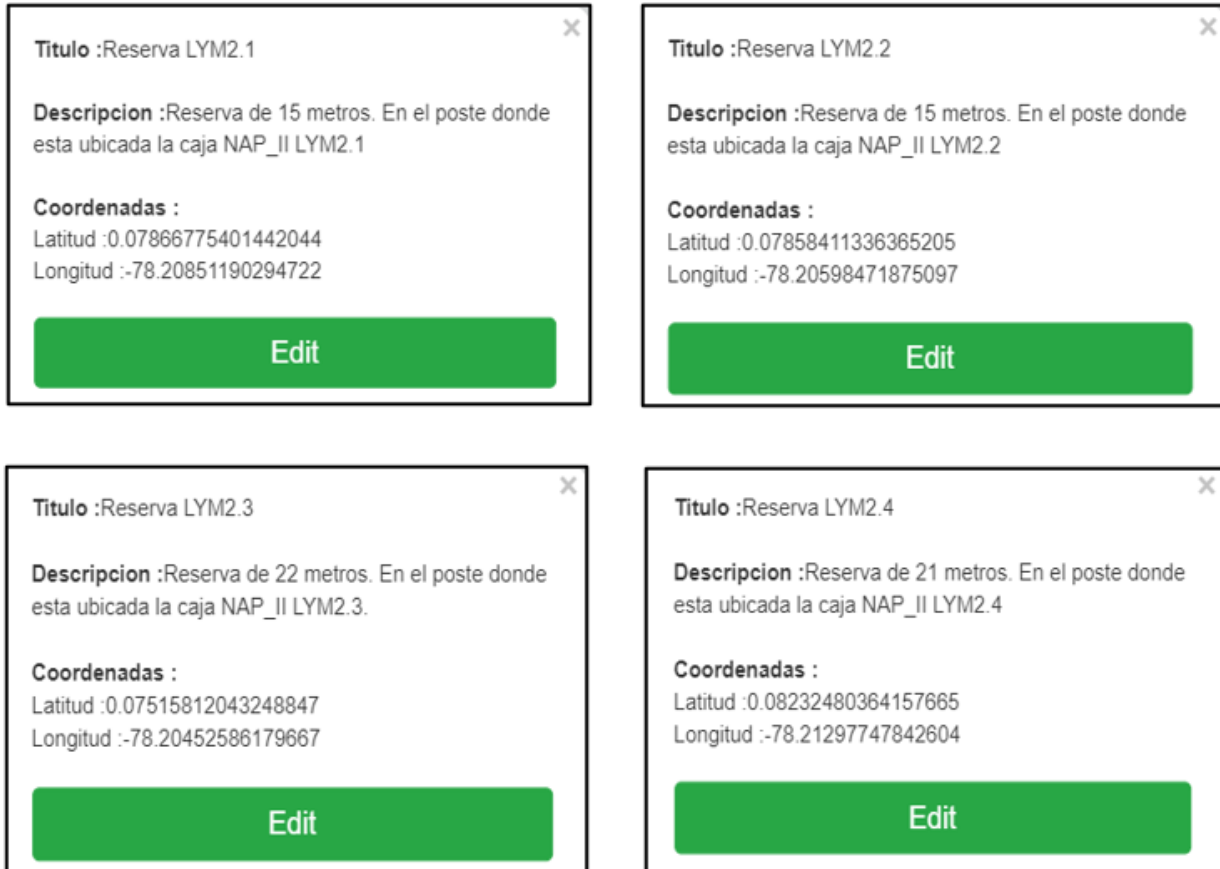 ×
Titulo :Reserva LYM2.1
Descripcion :Reserva de 15 metros. En el poste donde
esta ubicada la caja NAP_II LYM2.1
Coordenadas :
Latitud :0.07866775401442044
Longitud :-78.20851190294722
Edit
×
Titulo :Reserva LYM2.2
Descripcion :Reserva de 15 metros. En el poste donde
esta ubicada la caja NAP_II LYM2.2
Coordenadas :
Latitud :0.07858411336365205
Longitud :-78.20598471875097
Edit
×
Titulo :Reserva LYM2.3
Descripcion :Reserva de 22 metros. En el poste donde
esta ubicada la caja NAP_II LYM2.3.
Coordenadas :
Latitud :0.07515812043248847
Longitud :-78.20452586179667
Edit
×
Titulo :Reserva LYM2.4
Descripcion :Reserva de 21 metros. En el poste donde
esta ubicada la caja NAP_II LYM2.4
Coordenadas :
Latitud :0.08232480364157665
Longitud :-78.21297747842604
Edit